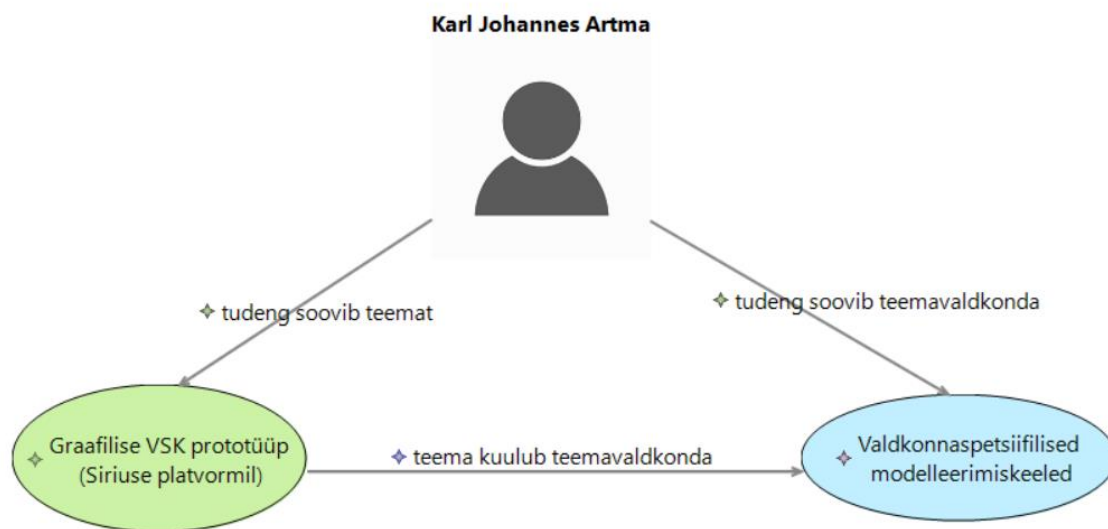 Karl Johannes Artma
tudeng soovib teemat
tudeng soovib teemavaldkonda
Graafilise VSK prototüüp
(Siriuse platvormil)
teema kuulub teemavaldkonda
Valdkonnaspetsiifilised
modelleerimiskeeled